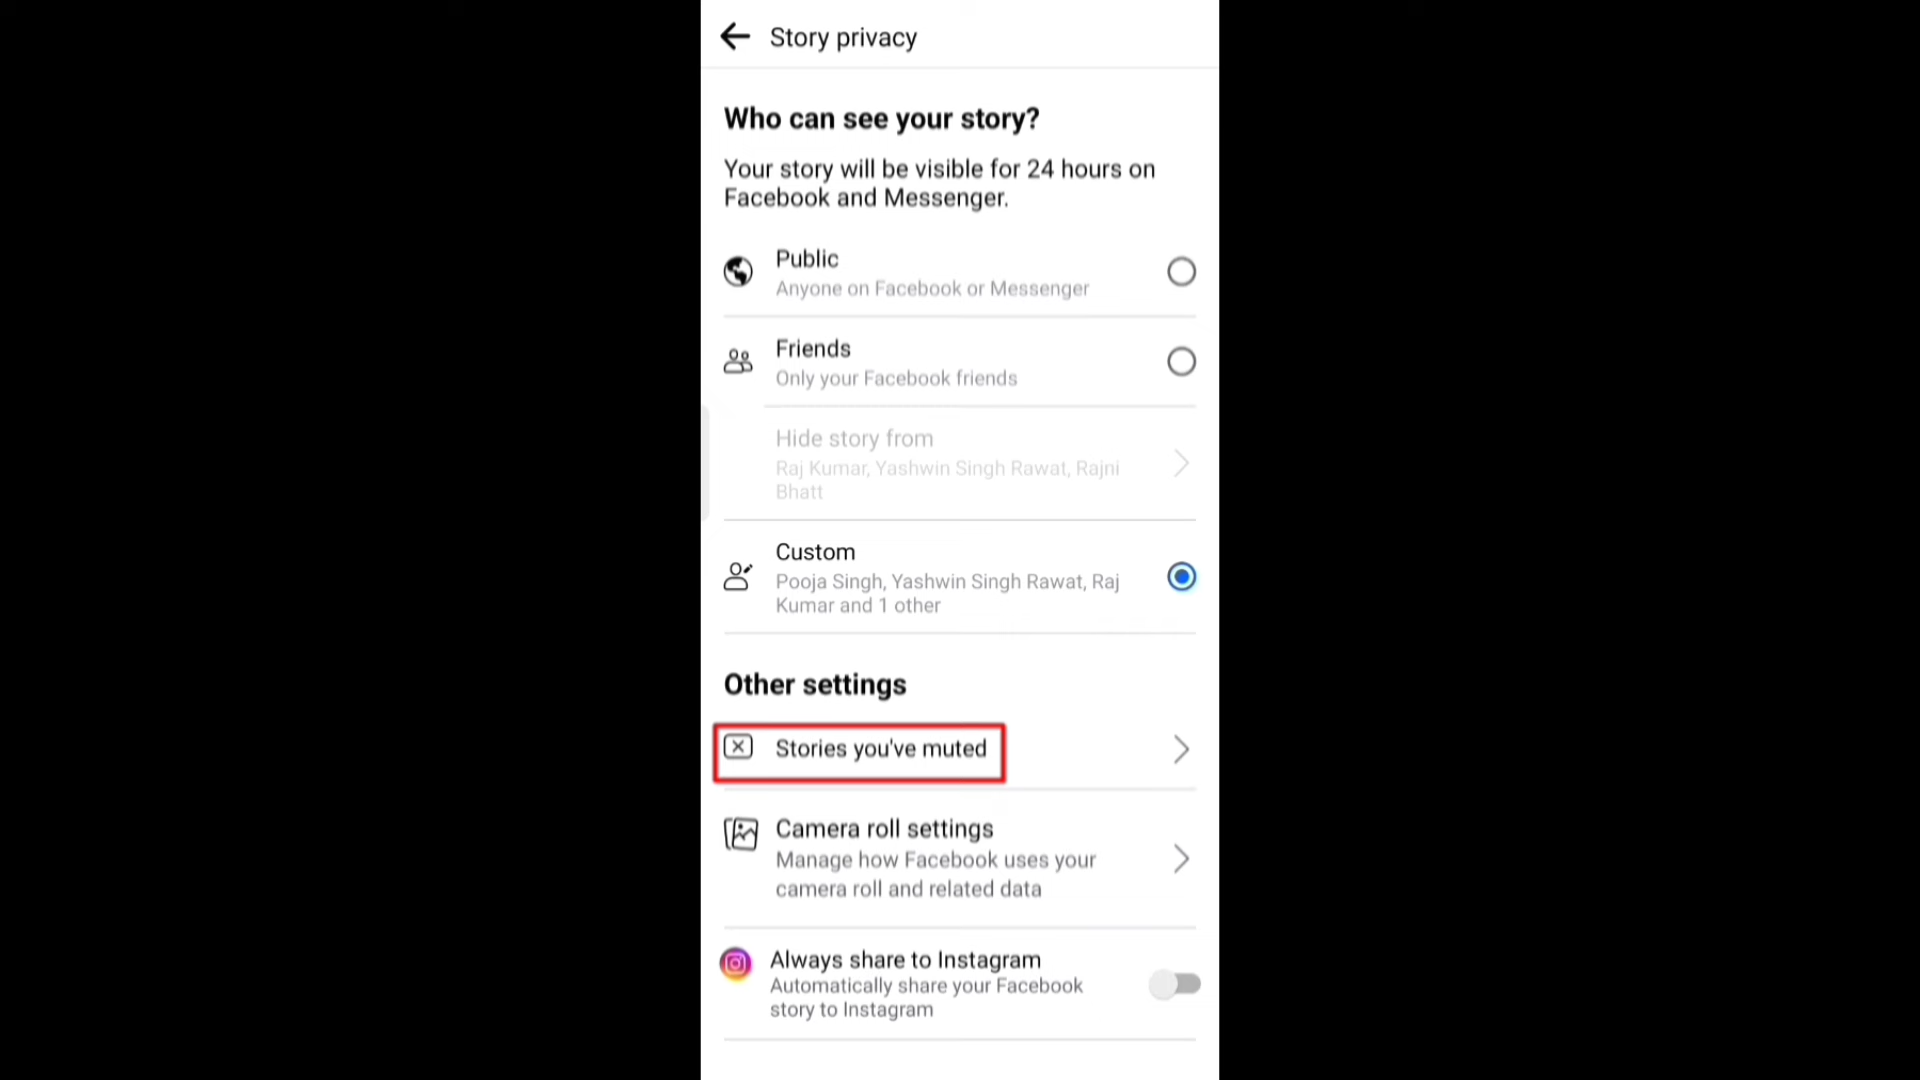 Story privacy
Who can see your story?
Your story will be visible for 24 hours on
Facebook and Messenger.
Public
Anyone on Facebook or Messenger
Friends
Only your Facebook friends
Hide story from
Raj Kumar, Yashwin Singh Rawat, Rajni
Bhatt
Custom
Pooja Singh, Yashwin Singh Rawat, Raj
Kumar and 1 other
Other settings
Stories you've muted
Camera roll settings
Manage how Facebook uses your
camera roll and related data
Always share to Instagram
Automatically share your Facebook
story to Instagram